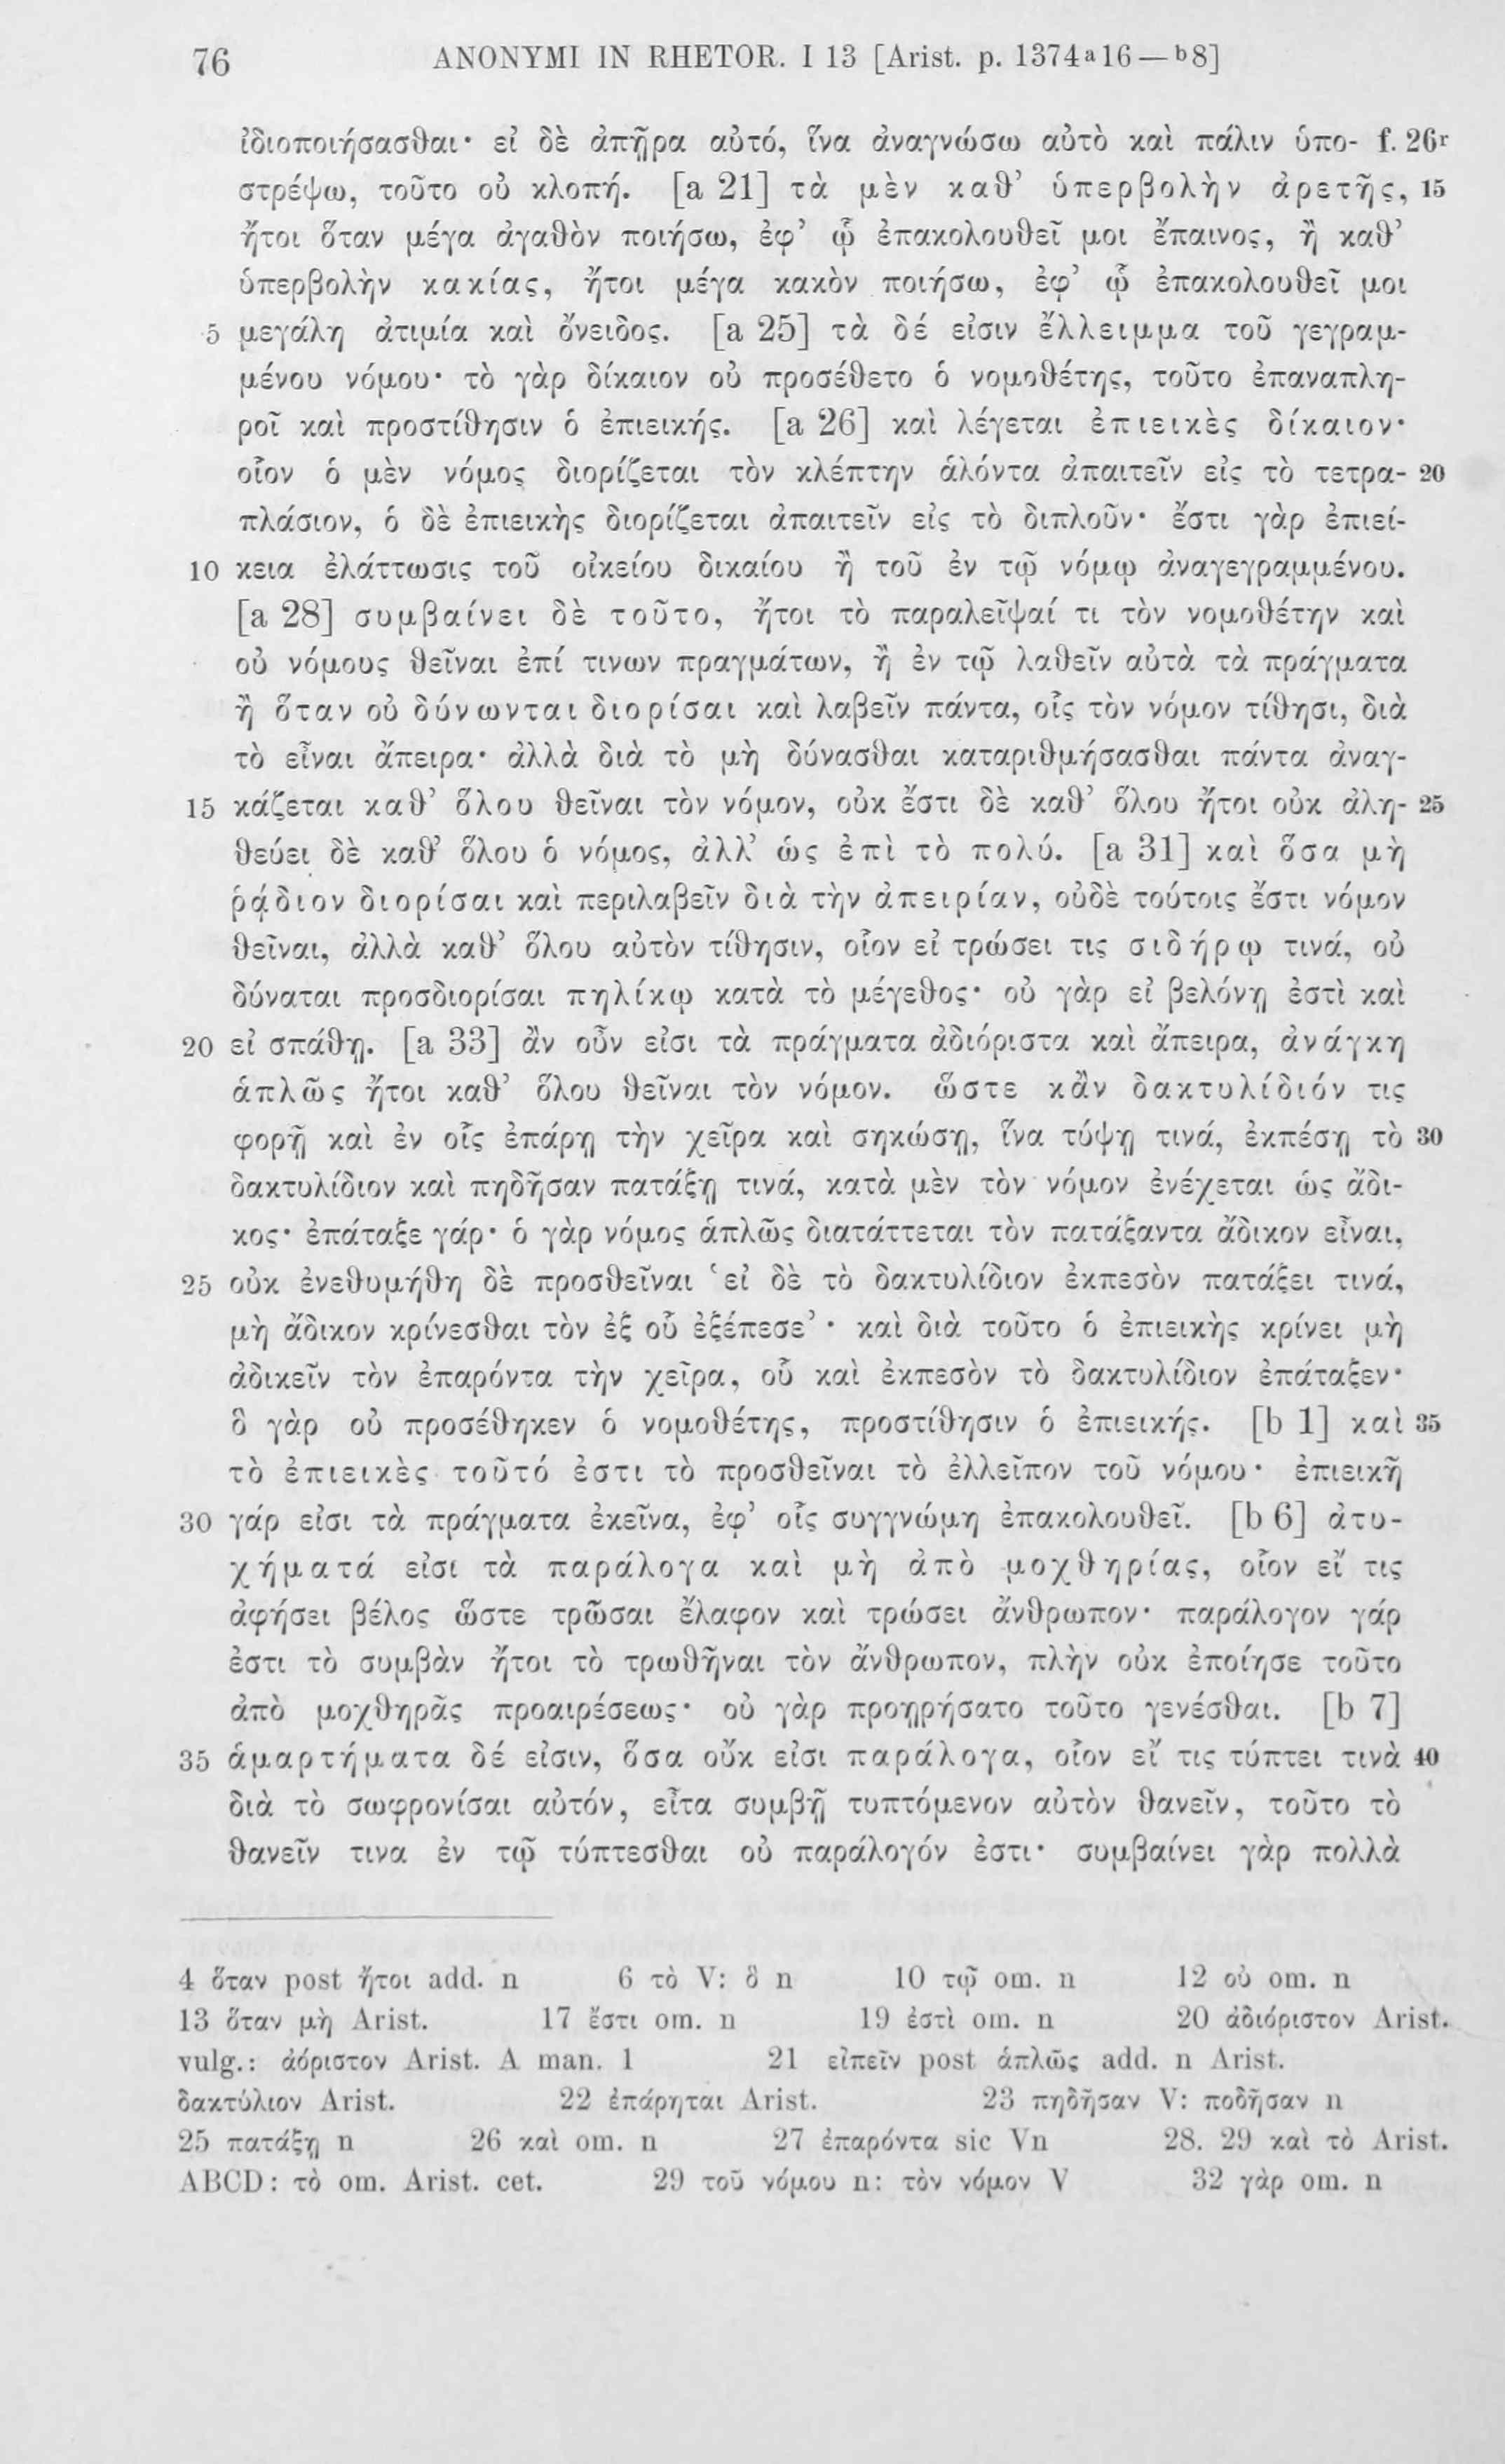 76 ANONYMI IN RHETOR. I 13 [Arist. p. 1374a16—b8]
ἰδιοποιήσασθαι· εἰ δὲ ἀπῆρα αὐτό, ἵνα ἀναγνώσω αὐτὸ καὶ πάλιν ὑπο- f. 26r
στρέψω, τοῦτο οὐ κλοπή. [a 21] τὰ μὲν καθ’ ὑπερβολὴν ἀρετῆς, 15
ἤτοι ὅταν μέγα ἀγαθὸν ποιήσω, ἐφ’ ᾧ ἐπακολουθεῖ μοι ἔπαινος, ἢ καθ’
ὑπερβολὴν κακίας, ἤτοι μέγα κακὸν ποιήσω, ἐφ’ ᾧ ἐπακολουθεῖ μοι
5 μεγάλη ἀτιμία καὶ ὄνειδος. [a 25] τὰ δέ εἰσιν ἔλλειμμα τοῦ γεγραμ-
μένου νόμου· τὸ γὰρ δίκαιον οὐ προσέθετο ὁ νομοθέτης, τοῦτο ἐπαναπλη-
ροῖ καὶ προστίθησιν ὁ ἐπιεικής. [a 26] καὶ λέγεται ἐπιεικὲς δίκαιον·
οἷον ὁ μὲν νόμος διορίζεται τὸν κλέπτην ἁλόντα ἀπαιτεῖν εἰς τὸ τετρα- 20
πλάσιον, ὁ δὲ ἐπιεικὴς διορίζεται ἀπαιτεῖν εἰς τὸ διπλοῦν· ἔστι γὰρ ἐπιεί-
10 κεια ἐλάττωσις τοῦ οἰκείου δικαίου ἢ τοῦ ἐν τῷ νόμῳ ἀναγεγραμμένου.
[a 28] συμβαίνει δὲ τοῦτο, ἤτοι τὸ παραλεῖψαί τι τὸν νομοθέτην καὶ
οὐ νόμους θεῖναι ἐπί τινων πραγμάτων, ἢ ἐν τῷ λαθεῖν αὐτὰ τὰ πράγματα
ἢ ὅταν οὐ δύνωνται διορίσαι καὶ λαβεῖν πάντα, οἷς τὸν νόμον τίθησι, διὰ
τὸ εἶναι ἄπειρα· ἀλλὰ διὰ τὸ μὴ δύνασθαι καταριθμήσασθαι πάντα ἀναγ-
15 κάζεται καθ’ ὅλου θεῖναι τὸν νόμον, οὐκ ἔστι δὲ καθ’ ὅλου ἤτοι οὐκ ἀλη- 25
θεύει δὲ καθ’ ὅλου ὁ νόμος, ἀλλ’ ὡς ἐπὶ τὸ πολύ. [a 31] καὶ ὅσα μὴ
ῥᾴδιον διορίσαι καὶ περιλαβεῖν διὰ τὴν ἀπειρίαν, οὐδὲ τούτοις ἔστι νόμον
θεῖναι, ἀλλὰ καθ’ ὅλου αὐτὸν τίθησιν, οἷον εἰ τρώσει τις σιδήρῳ τινά, οὐ
δύναται προσδιορίσαι πηλίκῳ κατὰ τὸ μέγεθος· οὐ γὰρ εἰ βελόνῃ ἐστὶ καὶ
20 εἰ σπάθῃ. [a 33] ἂν οὖν εἰσι τὰ πράγματα ἀδιόριστα καὶ ἄπειρα, ἀνάγκη
ἁπλῶς ἤτοι καθ’ ὅλου θεῖναι τὸν νόμον. ὥστε κἂν δακτυλίδιόν τις
φορῇ καὶ ἐν οἷς ἐπάρῃ τὴν χεῖρα καὶ σηκώσῃ, ἵνα τύψῃ τινά, ἐκπέσῃ τὸ 30
δακτυλίδιον καὶ πηδῆσαν πατάξῃ τινά, κατὰ μὲν τὸν νόμον ἐνέχεται ὡς ἄδι-
κος· ἐπάταξε γάρ· ὁ γὰρ νόμος ἁπλῶς διατάττεται τὸν πατάξαντα ἄδικον εἶναι,
25 οὐκ ἐνεθυμήθη δὲ προσθεῖναι ‘εἰ δὲ τὸ δακτυλίδιον ἐκπεσὸν πατάξει τινά,
μὴ ἄδικον κρίνεσθαι τὸν ἐξ οὗ ἐξέπεσε’· καὶ διὰ τοῦτο ὁ ἐπιεικὴς κρίνει μὴ
ἀδικεῖν τὸν ἐπαρόντα τὴν χεῖρα, οὗ καὶ ἐκπεσὸν τὸ δακτυλίδιον ἐπάταξεν·
ὃ γὰρ οὐ προσέθηκεν ὁ νομοθέτης, προστίθησιν ὁ ἐπιεικής. [b 1] καὶ 35
τὸ ἐπιεικὲς τοῦτό ἐστι τὸ προσθεῖναι τὸ ἐλλεῖπον τοῦ νόμου· ἐπιεικῆ
30 γάρ εἰσι τὰ πράγματα ἐκεῖνα, ἐφ’ οἷς συγγνώμη ἐπακολουθεῖ. [b 6] ἀτυ-
χήματά εἰσι τὰ παράλογα καὶ μὴ ἀπὸ μοχθηρίας, οἷον εἴ τις
ἀφήσει βέλος ὥστε τρῶσαι ἔλαφον καὶ τρώσει ἄνθρωπον· παράλογον γάρ
ἐστι τὸ συμβὰν ἤτοι τὸ τρωθῆναι τὸν ἄνθρωπον, πλὴν οὐκ ἐποίησε τοῦτο
ἀπὸ μοχθηρᾶς προαιρέσεως· οὐ γὰρ προῃρήσατο τοῦτο γενέσθαι. [b 7]
35 ἁμαρτήματα δέ εἰσιν, ὅσα οὔκ εἰσι παράλογα, οἷον εἴ τις τύπτει τινὰ 40
διὰ τὸ σωφρονίσαι αὐτόν, εἶτα συμβῇ τυπτόμενον αὐτὸν θανεῖν, τοῦτο τὸ
θανεῖν τινα ἐν τῷ τύπτεσθαι οὐ παράλογόν ἐστι· συμβαίνει γὰρ πολλὰ
4 ὅταν post ἤτοι add. n 6 τὸ V: ὃ n 10 τῷ om. n 12 οὐ om. n
13 ὅταν μὴ Arist. 17 ἔστι om. n 19 ἐστὶ om. n 20 ἀδιόριστον Arist.
vulg.: ἀόριστον Arist. A man. 1 21 εἰπεῖν post ἁπλῶς add. n Arist.
δακτύλιον Arist. 22 ἐπάρηται Arist. 23 πηδῆσαν V: ποδῆσαν n
25 πατάξῃ n 26 καὶ om. n 27 ἐπαρόντα sic Vn 28. 29 καὶ τὸ Arist.
ABCD: τὸ om. Arist. cet. 29 τοῦ νόμου n: τὸν νόμον V 32 γὰρ om. n